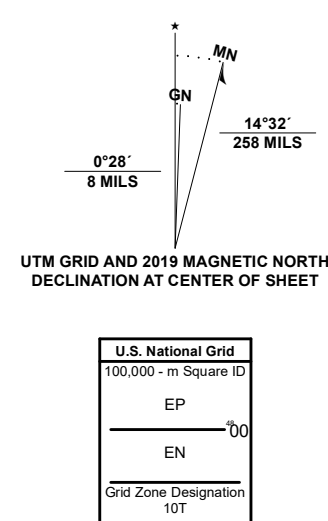 ★
MN
GN
14°32´
258 MILS
0°28´
8 MILS
UTM GRID AND 2019 MAGNETIC NORTH
DECLINATION AT CENTER OF SHEET
U.S. National Grid
100,000 - m Square ID
EP
4800
EN
Grid Zone Designation
10T